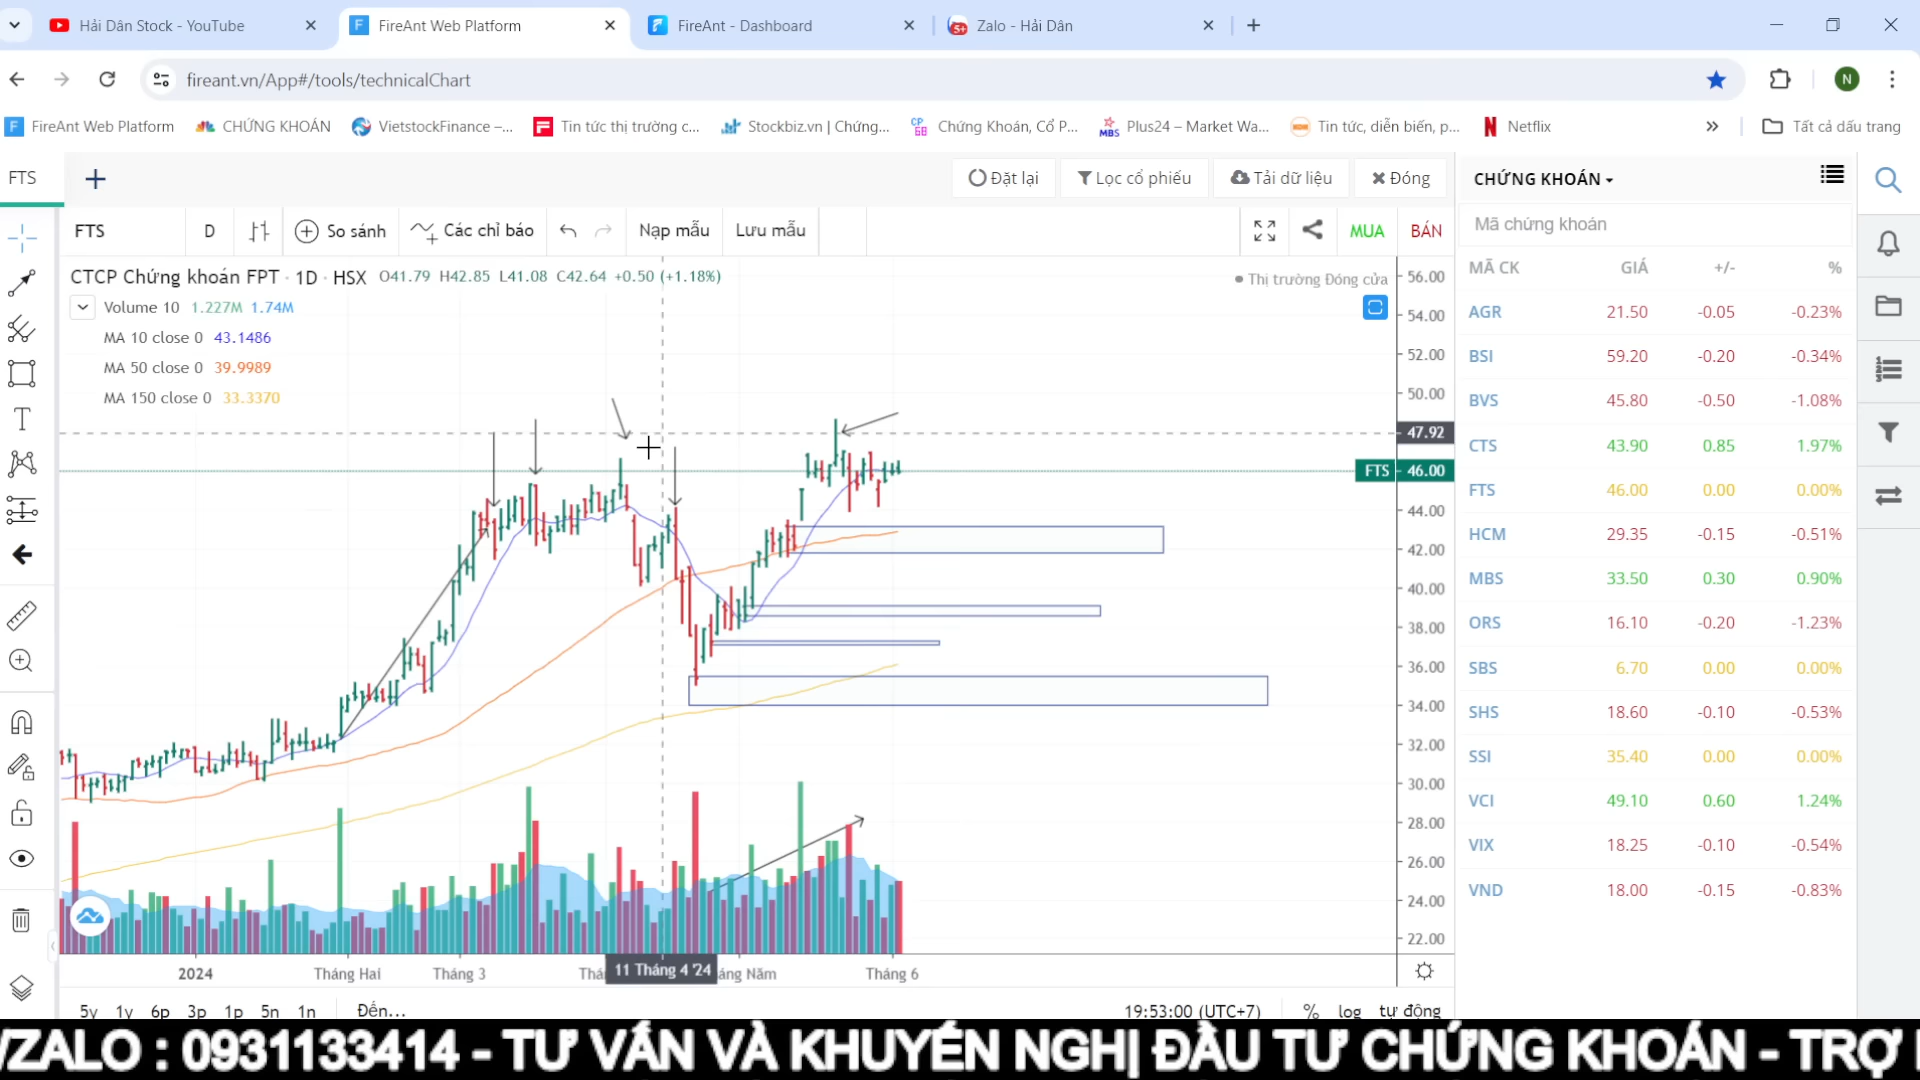 Hải Dân Stock - YouTube
FireAnt Web Platform
FireAnt - Dashboard
Zalo - Hải Dân
fireant.vn/App#/tools/technicalChart
N
FireAnt Web Platform
CHỨNG KHOÁN
VietstockFinance –...
Tin tức thị trường c...
Stockbiz.vn | Chứng...
Chứng Khoán, Cổ P...
Plus24 – Market Wa...
Tin tức, diễn biến, p...
Netflix
Tất cả dấu trang
FTS
Đặt lại
Lọc cổ phiếu
Tải dữ liệu
Đóng
FTS
D
So sánh
Các chỉ báo
Nạp mẫu
Lưu mẫu
MUA
BÁN
CTCP Chứng khoán FPT · 1D · HSX O41.79 H42.85 L41.08 C42.64 +0.50 (+1.18%)
Thị trường Đóng cửa
Volume 10 1.227M 1.74M
MA 10 close 0 43.1486
MA 50 close 0 39.9989
MA 150 close 0 33.3370
56.00
54.00
52.00
50.00
47.92
FTS 46.00
44.00
42.00
40.00
38.00
36.00
34.00
32.00
30.00
28.00
26.00
24.00
22.00
2024
Tháng Hai
Tháng 3
Thá
11 Tháng 4 '24
áng Năm
Tháng 6
5y 1y 6p 3p 1p 5n 1n
Đến...
19:53:00 (UTC+7)
% log tự động
CHỨNG KHOÁN
Mã chứng khoán
MÃ CK GIÁ +/- %
AGR 21.50 -0.05 -0.23%
BSI 59.20 -0.20 -0.34%
BVS 45.80 -0.50 -1.08%
CTS 43.90 0.85 1.97%
FTS 46.00 0.00 0.00%
HCM 29.35 -0.15 -0.51%
MBS 33.50 0.30 0.90%
ORS 16.10 -0.20 -1.23%
SBS 6.70 0.00 0.00%
SHS 18.60 -0.10 -0.53%
SSI 35.40 0.00 0.00%
VCI 49.10 0.60 1.24%
VIX 18.25 -0.10 -0.54%
VND 18.00 -0.15 -0.83%
/ZALO : 0931133414 - TƯ VẤN VÀ KHUYẾN NGHỊ ĐẦU TƯ CHỨNG KHOÁN - TRỢ